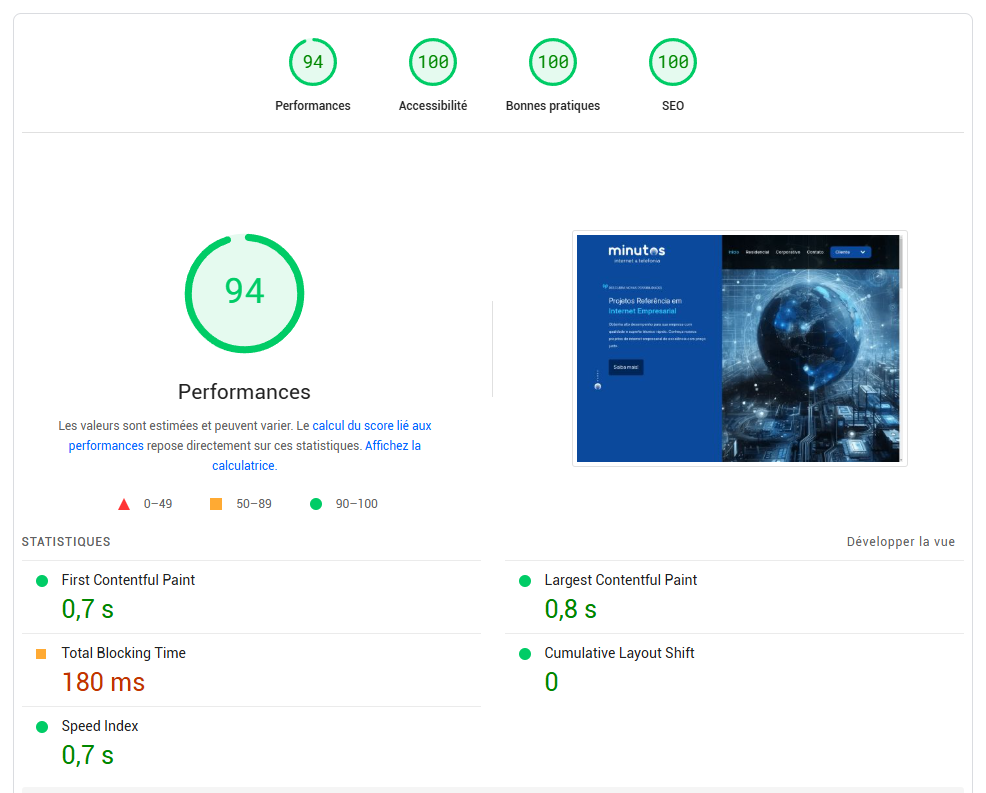 94
100
100
100
Performances
Accessibilité
Bonnes pratiques
SEO
94
Performances
Les valeurs sont estimées et peuvent varier. Le calcul du score lié aux
performances repose directement sur ces statistiques. Affichez la
calculatrice.
0–49
50–89
90–100
minutos
internet & telefonia
Início
Residencial
Corporativo
Contato
Cliente
Projetos Referência em
Internet Empresarial
Saiba mais!
STATISTIQUES
Développer la vue
First Contentful Paint
0,7 s
Largest Contentful Paint
0,8 s
Total Blocking Time
180 ms
Cumulative Layout Shift
0
Speed Index
0,7 s